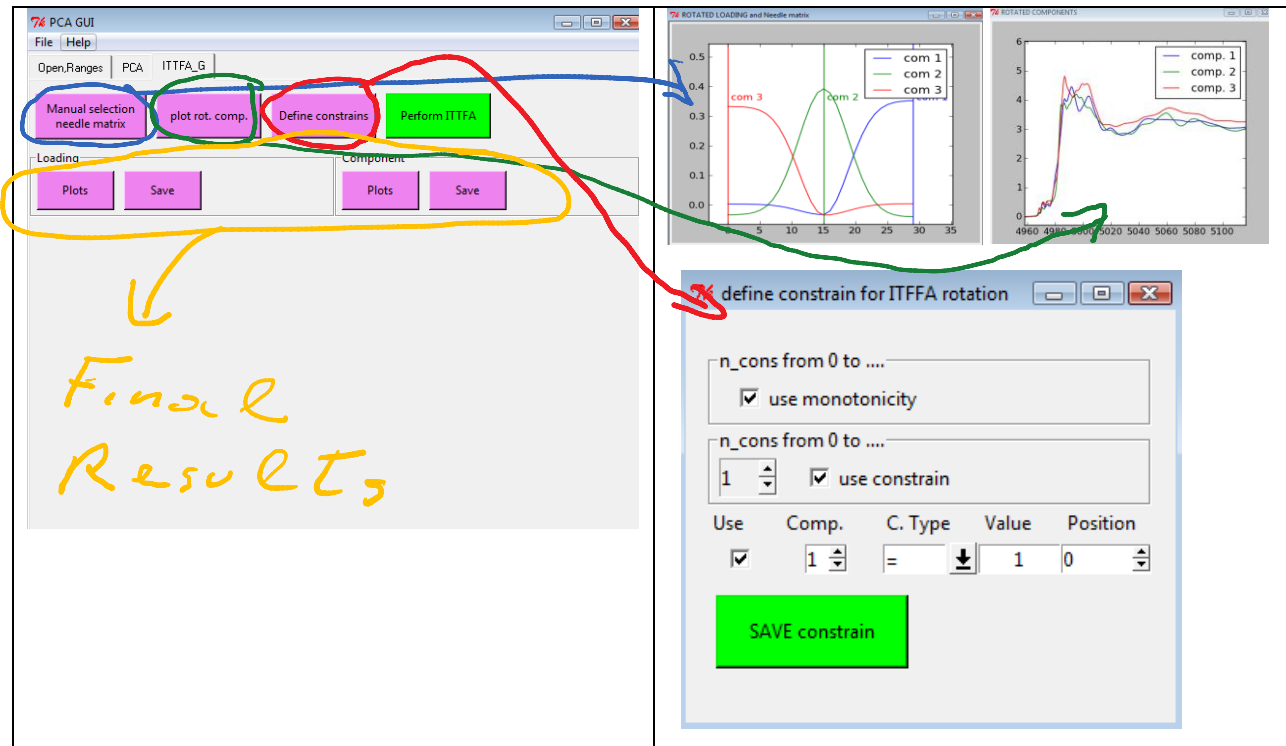 PCA GUI
File Help
Open,Ranges PCA ITTFA_G
Manual selection
needle matrix
plot rot. comp.
Define constrains
Perform ITTFA
Loading
Plots Save
Component
Plots Save
Final
Results
ROTATED LOADING and Needle matrix
com 1
com 2
com 3
com 3
com 2
0.5
0.4
0.3
0.2
0.1
0.0
5 10 15 20 25 30 35
ROTATED COMPONENTS
comp. 1
comp. 2
comp. 3
6
5
4
3
2
1
0
4960 4980 5000 5020 5040 5060 5080 5100
define constrain for ITFFA rotation
n_cons from 0 to ....
use monotonicity
n_cons from 0 to ....
1 use constrain
Use Comp. C. Type Value Position
1 = 1 0
SAVE constrain